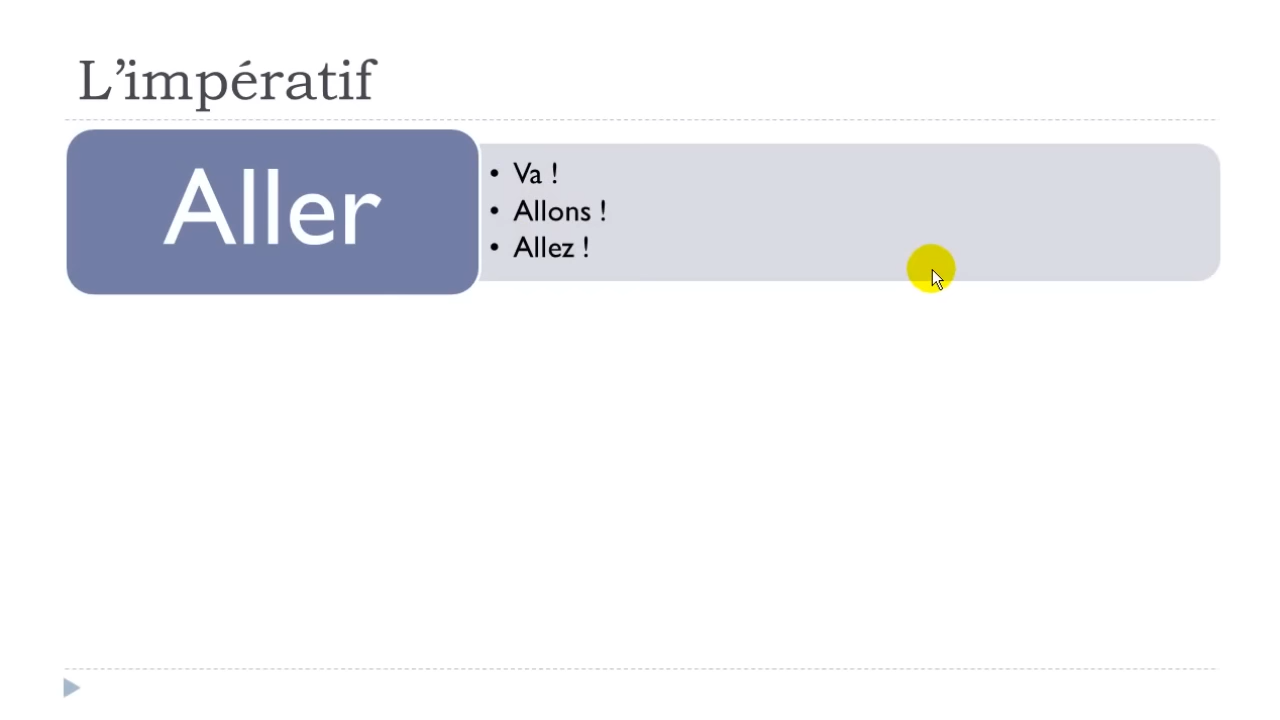 L’impératif
Aller
• Va !
• Allons !
• Allez !